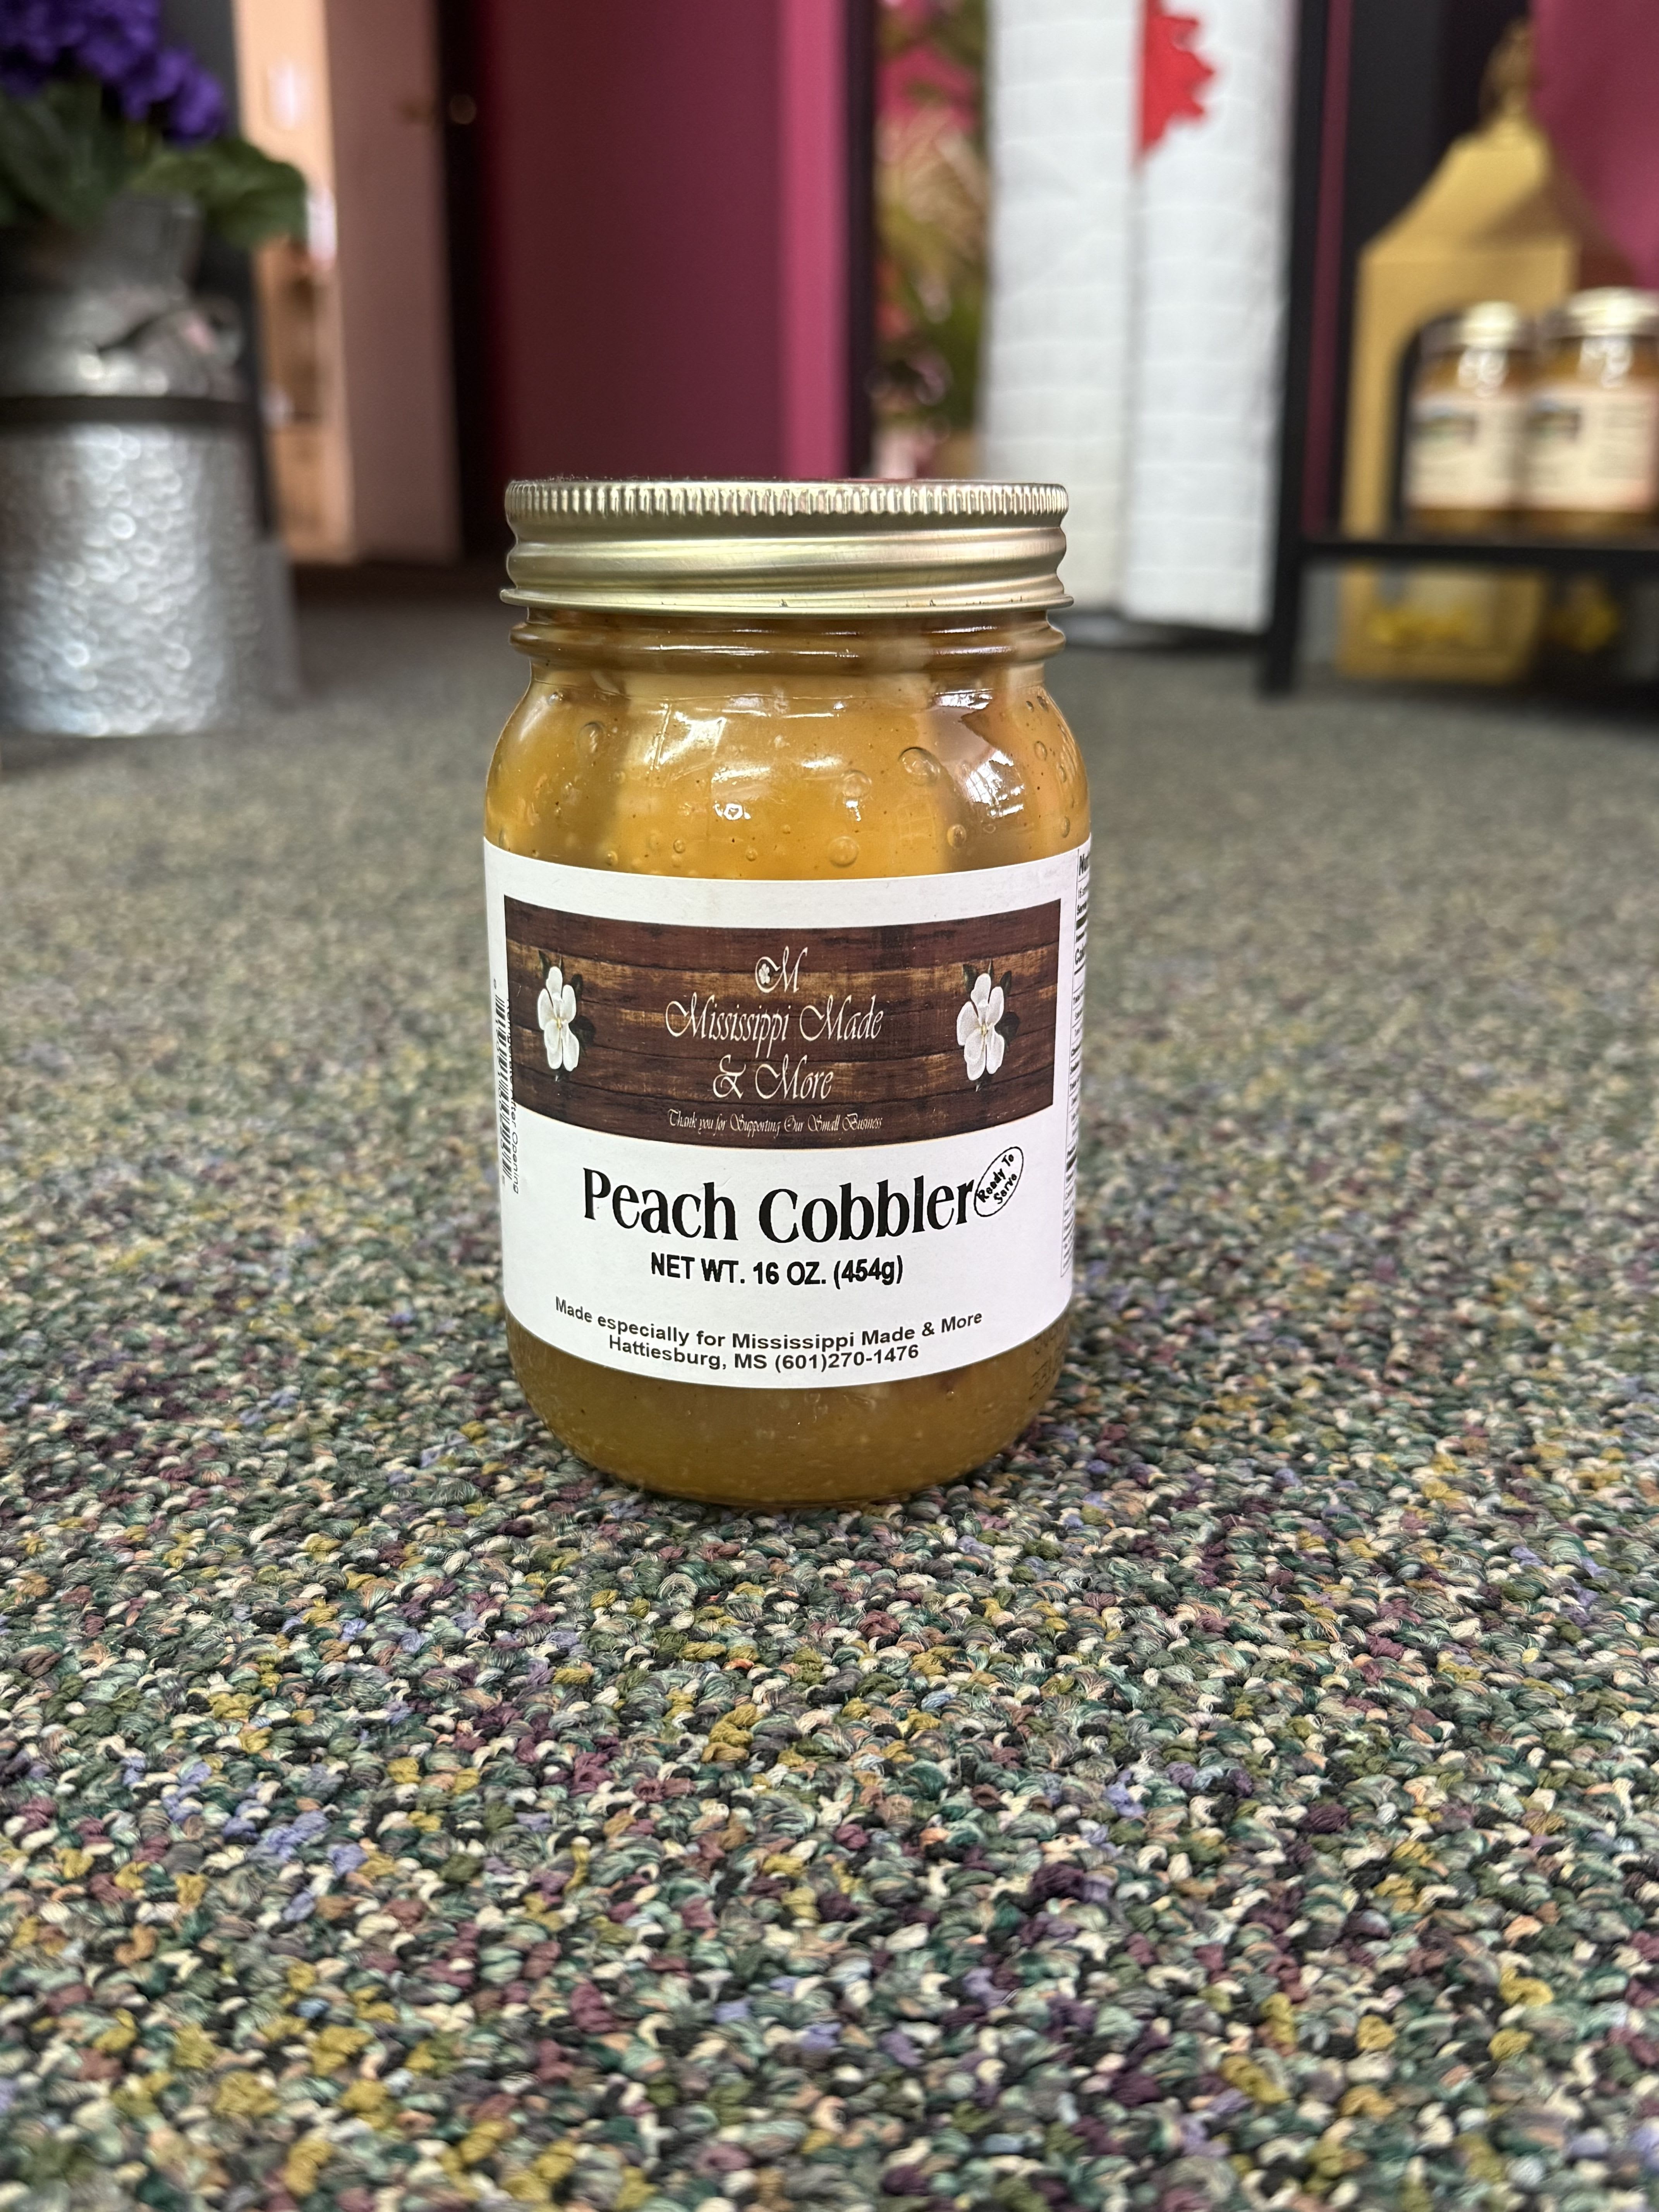 M
Mississippi Made
& More
Thank you for Supporting Our Small Business
Peach Cobbler
Ready To
Serve
NET WT. 16 OZ. (454g)
Made especially for Mississippi Made & More
Hattiesburg, MS (601)270-1476
Opening